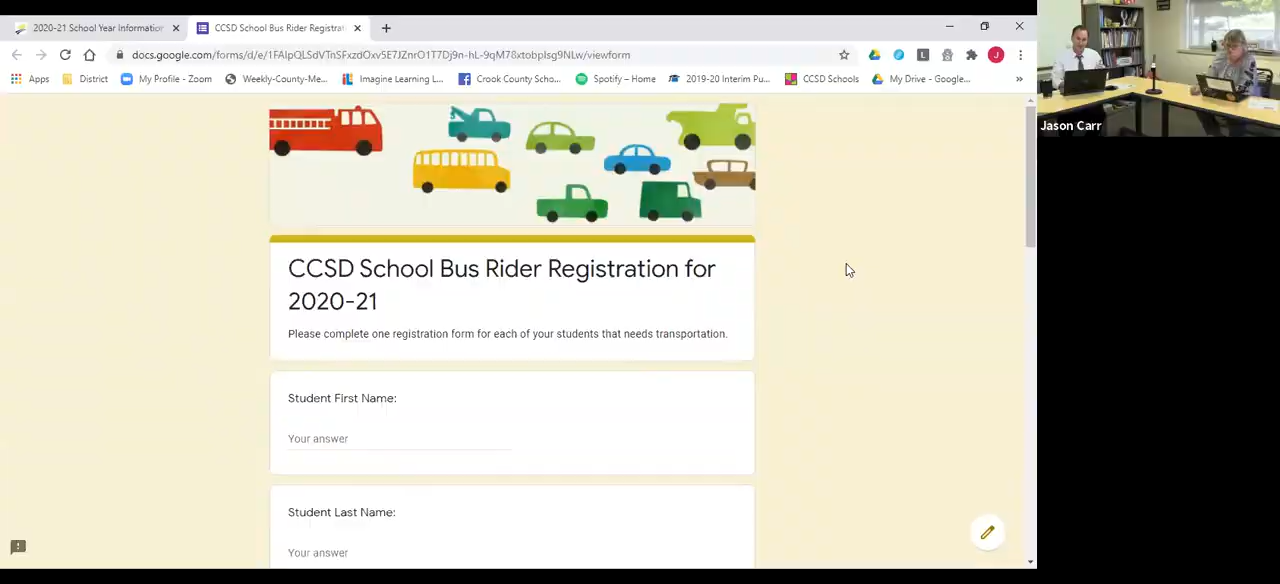 2020-21 School Year Information
CCSD School Bus Rider Registrati
docs.google.com/forms/d/e/
/viewform
Apps
District
My Profile - Zoom
Weekly-County-Me...
Imagine Learning L...
Crook County Scho...
Spotify – Home
2019-20 Interim Pu...
CCSD Schools
My Drive - Google...
»
J
L
Jason Carr
CCSD School Bus Rider Registration for
2020-21
Please complete one registration form for each of your students that needs transportation.
Student First Name:
Your answer
Student Last Name:
Your answer